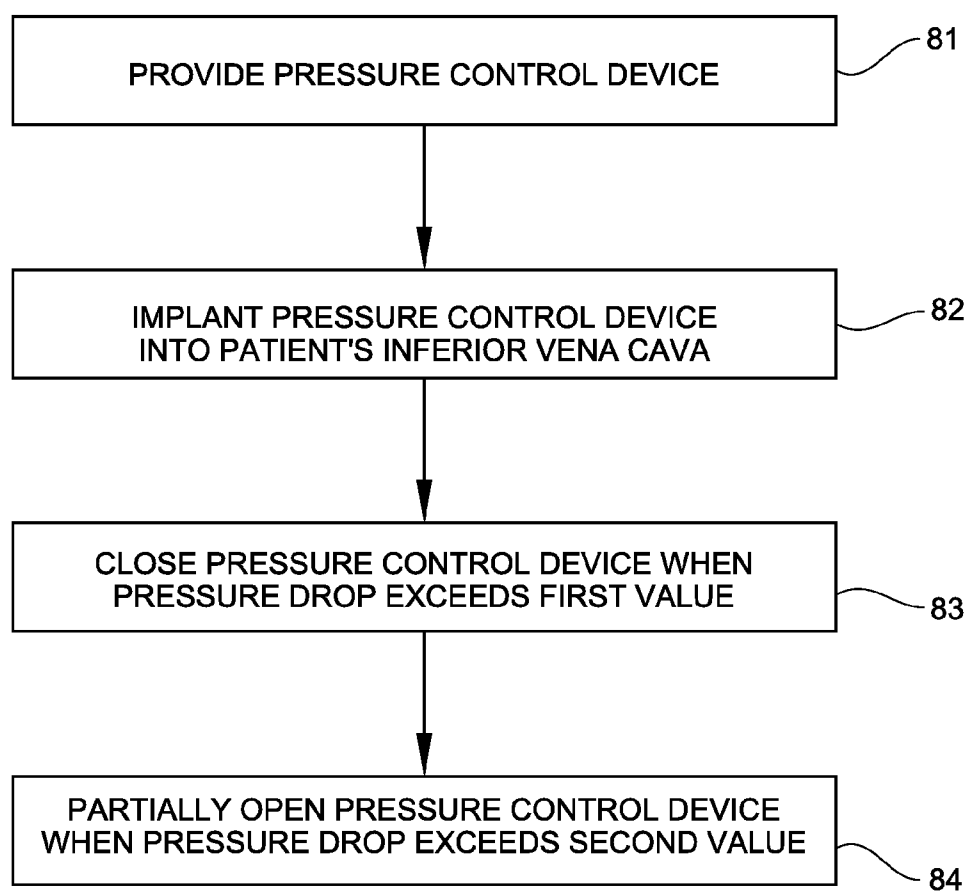 PROVIDE PRESSURE CONTROL DEVICE
81
IMPLANT PRESSURE CONTROL DEVICE
INTO PATIENT'S INFERIOR VENA CAVA
82
CLOSE PRESSURE CONTROL DEVICE WHEN
PRESSURE DROP EXCEEDS FIRST VALUE
83
PARTIALLY OPEN PRESSURE CONTROL DEVICE
WHEN PRESSURE DROP EXCEEDS SECOND VALUE
84